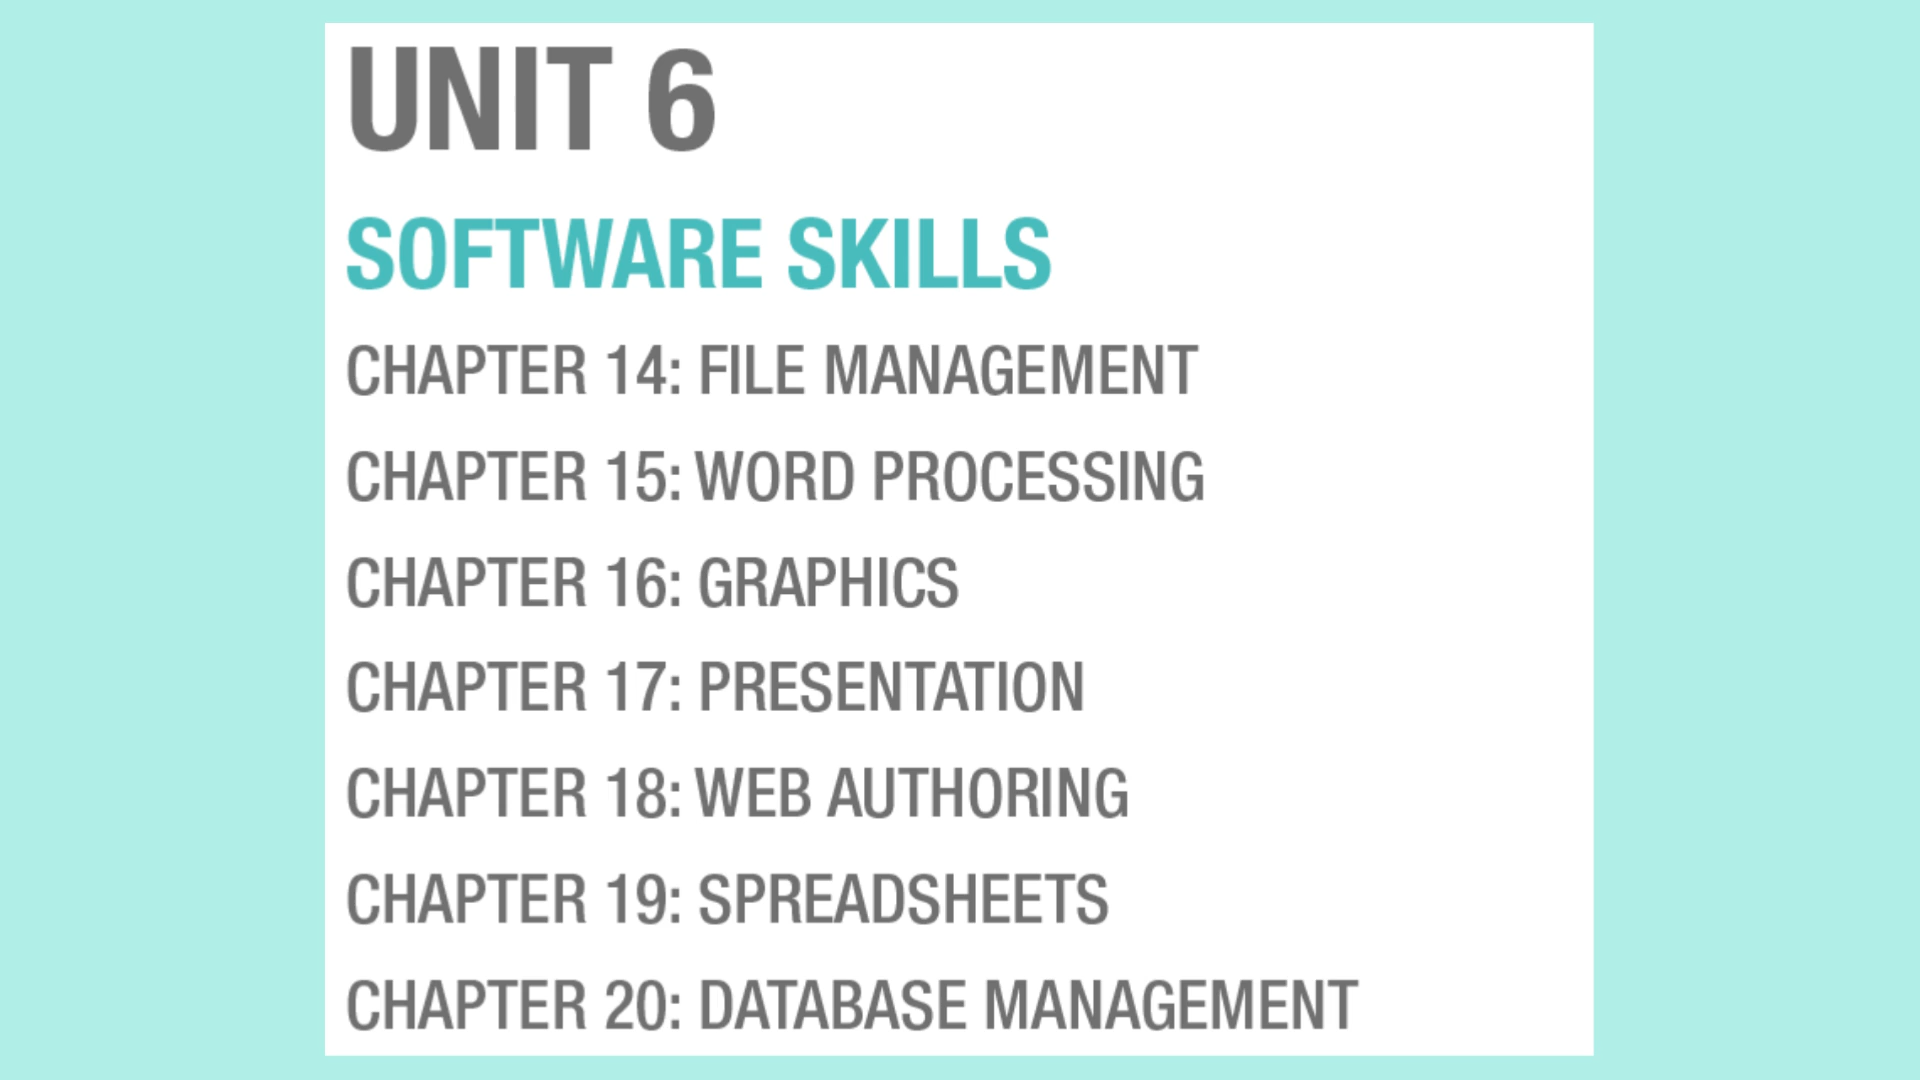 UNIT 6
SOFTWARE SKILLS
CHAPTER 14: FILE MANAGEMENT
CHAPTER 15: WORD PROCESSING
CHAPTER 16: GRAPHICS
CHAPTER 17: PRESENTATION
CHAPTER 18: WEB AUTHORING
CHAPTER 19: SPREADSHEETS
CHAPTER 20: DATABASE MANAGEMENT